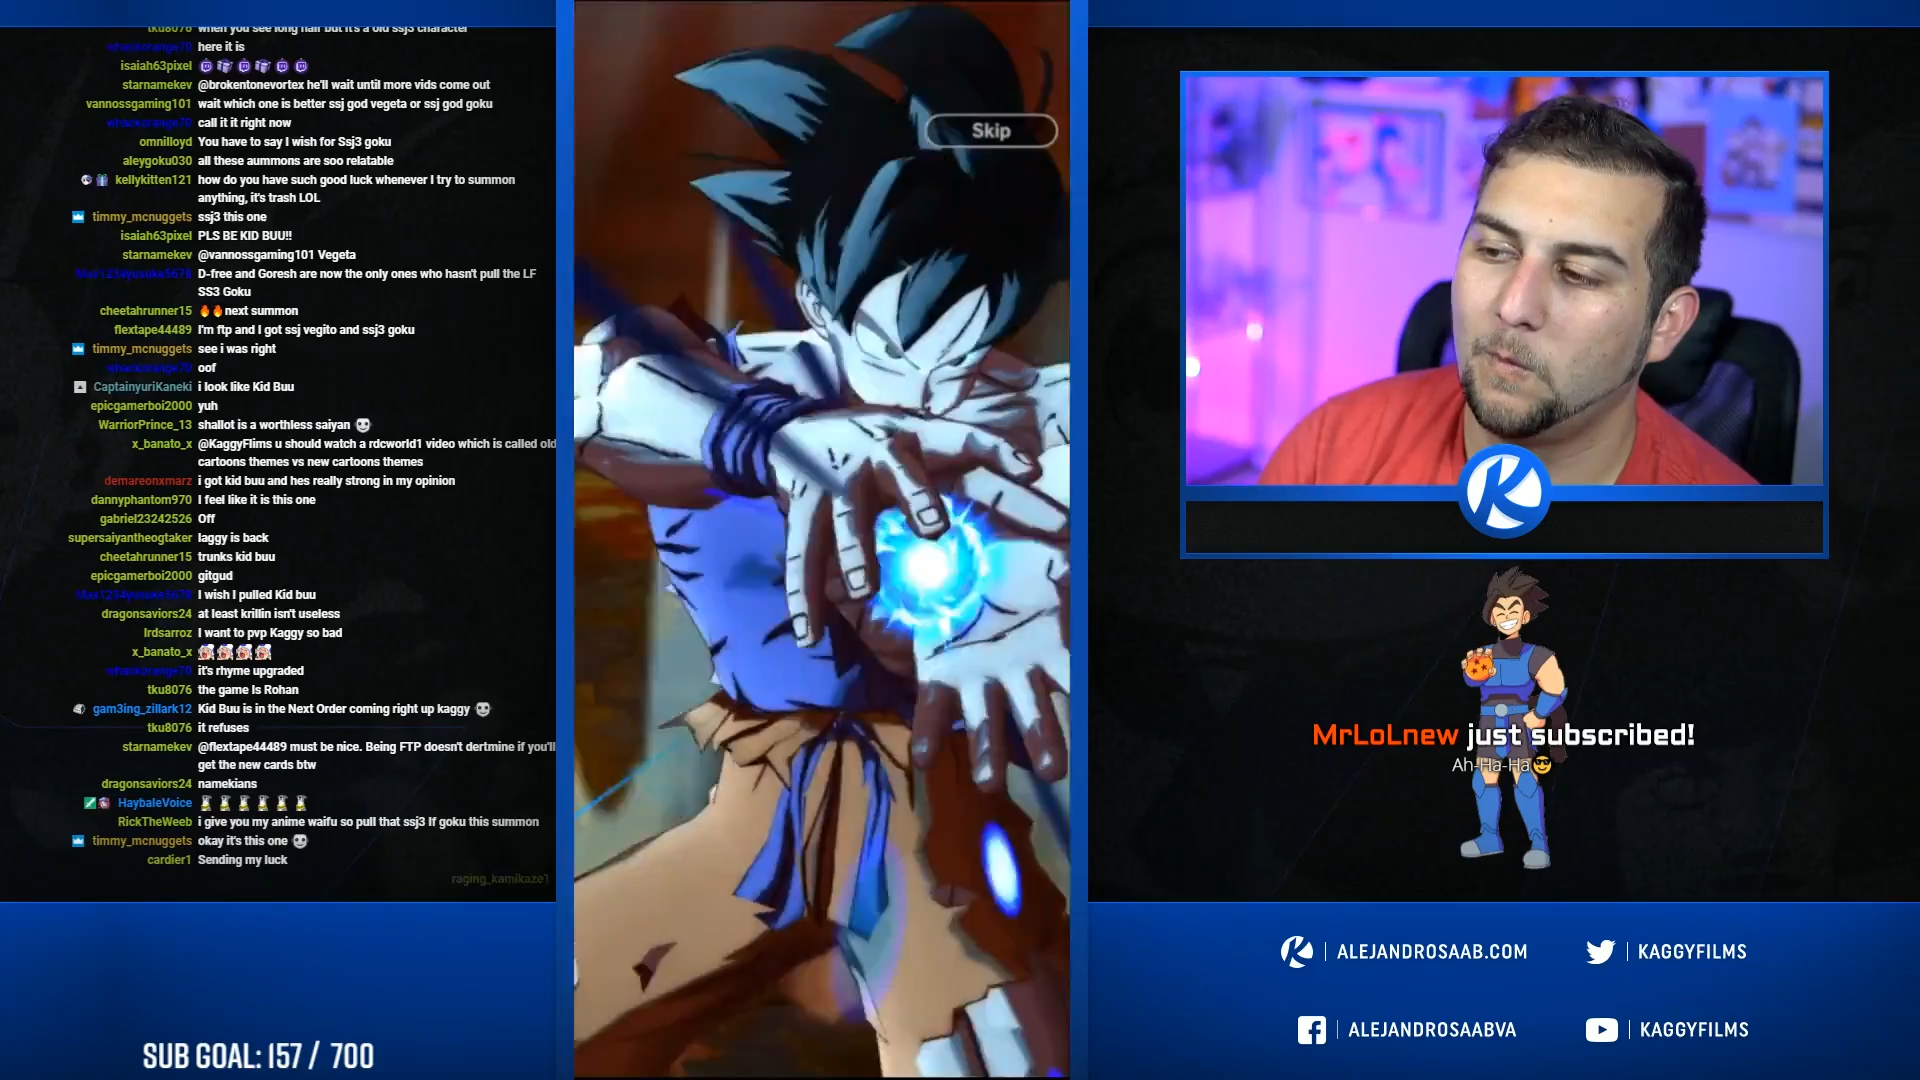 tku8076 when you see long hair but it's a old ssj3 character
whackorange70 here it is
isaiah63pixel
starnamekev @brokentonevortex he'll wait until more vids come out
vannossgaming101 wait which one is better ssj god vegeta or ssj god goku
whackorange70 call it it right now
omnilloyd You have to say I wish for Ssj3 goku
aleygoku030 all these aummons are soo relatable
kellykitten121 how do you have such good luck whenever I try to summon
anything, it's trash LOL
timmy_mcnuggets ssj3 this one
isaiah63pixel PLS BE KID BUU!!
starnamekev @vannossgaming101 Vegeta
Max1234yusuke5678 D-free and Goresh are now the only ones who hasn't pull the LF
SS3 Goku
cheetahrunner15 🔥🔥next summon
flextape44489 I'm ftp and I got ssj vegito and ssj3 goku
timmy_mcnuggets see i was right
whackorange70 oof
CaptainyuriKaneki i look like Kid Buu
epicgamerboi2000 yuh
WarriorPrince_13 shallot is a worthless saiyan
x_banato_x @KaggyFlims u should watch a rdcworld1 video which is called old
cartoons themes vs new cartoons themes
demareonxmarz i got kid buu and hes really strong in my opinion
dannyphantom970 I feel like it is this one
gabriel23242526 Off
supersaiyantheogtaker laggy is back
cheetahrunner15 trunks kid buu
epicgamerboi2000 gitgud
Max1234yusuke5678 I wish I pulled Kid buu
dragonsaviors24 at least krillin isn't useless
lrdsarroz I want to pvp Kaggy so bad
x_banato_x
whackorange70 it's rhyme upgraded
tku8076 the game Is Rohan
gam3ing_zillark12 Kid Buu is in the Next Order coming right up kaggy
tku8076 it refuses
starnamekev @flextape44489 must be nice. Being FTP doesn't dertmine if you'll
get the new cards btw
dragonsaviors24 namekians
HaybaleVoice
RickTheWeeb i give you my anime waifu so pull that ssj3 lf goku this summon
timmy_mcnuggets okay it's this one
cardier1 Sending my luck
raging_kamikaze1
SUB GOAL: 157 / 700
Skip
MrLoLnew just subscribed!
Ah-Ha-Ha😎
ALEJANDROSAAB.COM
KAGGYFILMS
ALEJANDROSAABVA
KAGGYFILMS